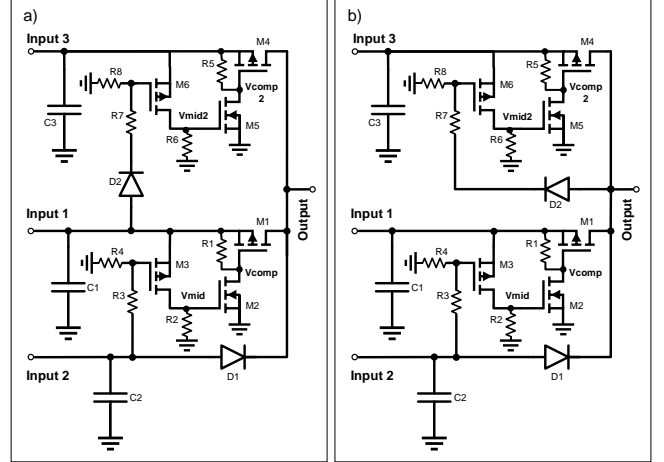 a)
Input 3
M4
R5
R8
M6
Vcomp
2
C3
R7
Vmid2
M5
R6
D2
Input 1
M1
Output
R4
R1
M3
Vcomp
C1
R3
Vmid
M2
R2
Input 2
D1
C2
b)
Input 3
M4
R5
R8
M6
Vcomp
2
C3
R7
Vmid2
M5
R6
D2
Input 1
M1
Output
R4
R1
M3
Vcomp
C1
R3
Vmid
M2
R2
Input 2
D1
C2